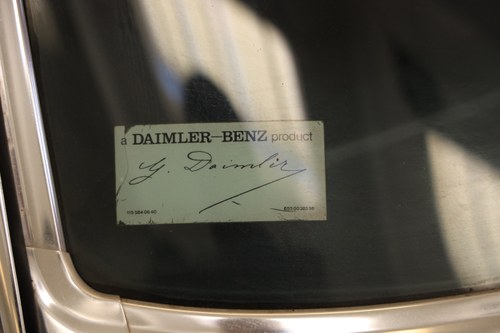 a DAIMLER-BENZ product
G. Daimler